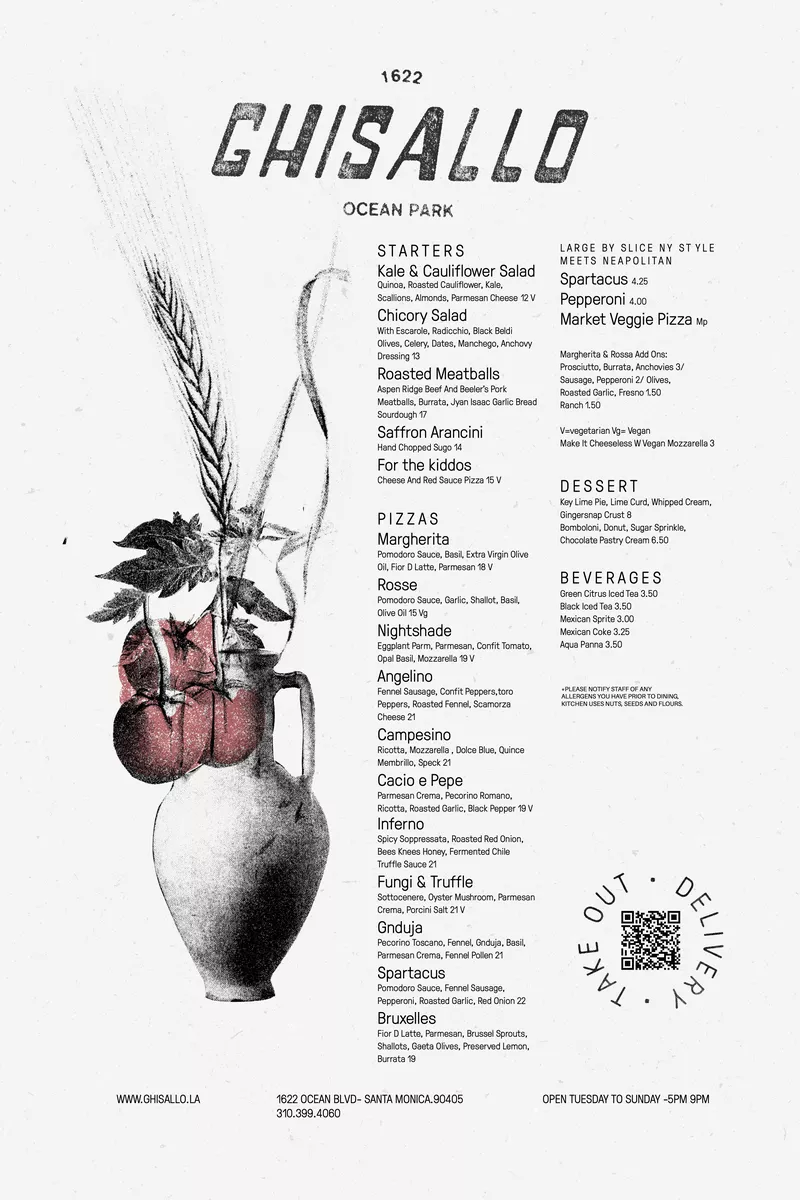 1622
GHISALLO
OCEAN PARK
STARTERS
Kale & Cauliflower Salad
Quinoa, Roasted Cauliflower, Kale,
Scallions, Almonds, Parmesan Cheese 12 V
Chicory Salad
With Escarole, Radicchio, Black Beldi
Olives, Celery, Dates, Manchego, Anchovy
Dressing 13
Roasted Meatballs
Aspen Ridge Beef And Beeler's Pork
Meatballs, Burrata, Jyan Isaac Garlic Bread
Sourdough 17
Saffron Arancini
Hand Chopped Sugo 14
For the kiddos
Cheese And Red Sauce Pizza 15 V
PIZZAS
Margherita
Pomodoro Sauce, Basil, Extra Virgin Olive
Oil, Fior D Latte, Parmesan 18 V
Rosse
Pomodoro Sauce, Garlic, Shallot, Basil,
Olive Oil 15 Vg
Nightshade
Eggplant Parm, Parmesan, Confit Tomato,
Opal Basil, Mozzarella 19 V
Angelino
Fennel Sausage, Confit Peppers,toro
Peppers, Roasted Fennel, Scamorza
Cheese 21
Campesino
Ricotta, Mozzarella , Dolce Blue, Quince
Membrillo, Speck 21
Cacio e Pepe
Parmesan Crema, Pecorino Romano,
Ricotta, Roasted Garlic, Black Pepper 19 V
Inferno
Spicy Soppressata, Roasted Red Onion,
Bees Knees Honey, Fermented Chile
Truffle Sauce 21
Fungi & Truffle
Sottocenere, Oyster Mushroom, Parmesan
Crema, Porcini Salt 21 V
Gnduja
Pecorino Toscano, Fennel, Gnduja, Basil,
Parmesan Crema, Fennel Pollen 21
Spartacus
Pomodoro Sauce, Fennel Sausage,
Pepperoni, Roasted Garlic, Red Onion 22
Bruxelles
Fior D Latte, Parmesan, Brussel Sprouts,
Shallots, Gaeta Olives, Preserved Lemon,
Burrata 19
LARGE BY SLICE NY STYLE
MEETS NEAPOLITAN
Spartacus 4.25
Pepperoni 4.00
Market Veggie Pizza Mp
Margherita & Rossa Add Ons:
Prosciutto, Burrata, Anchovies 3/
Sausage, Pepperoni 2/ Olives,
Roasted Garlic, Fresno 1.50
Ranch 1.50
V=vegetarian Vg= Vegan
Make It Cheeseless W Vegan Mozzarella 3
DESSERT
Key Lime Pie, Lime Curd, Whipped Cream,
Gingersnap Crust 8
Bomboloni, Donut, Sugar Sprinkle,
Chocolate Pastry Cream 6.50
BEVERAGES
Green Citrus Iced Tea 3.50
Black Iced Tea 3.50
Mexican Sprite 3.00
Mexican Coke 3.25
Aqua Panna 3.50
+PLEASE NOTIFY STAFF OF ANY
ALLERGENS YOU HAVE PRIOR TO DINING,
KITCHEN USES NUTS, SEEDS AND FLOURS.
TAKE OUT • DELIVERY •
WWW.GHISALLO.LA
1622 OCEAN BLVD- SANTA MONICA.90405
310.399.4060
OPEN TUESDAY TO SUNDAY -5PM 9PM